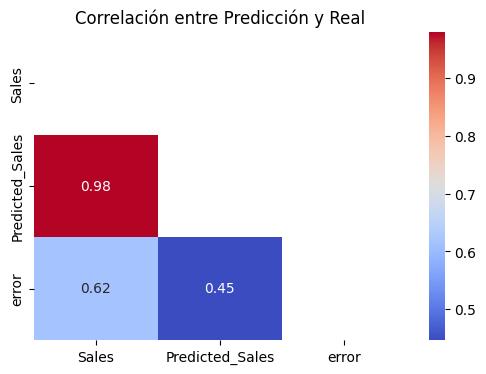 Correlación entre Predicción y Real
Sales
Predicted_Sales
error
0.98
0.62
0.45
Sales
Predicted_Sales
error
0.9
0.8
0.7
0.6
0.5